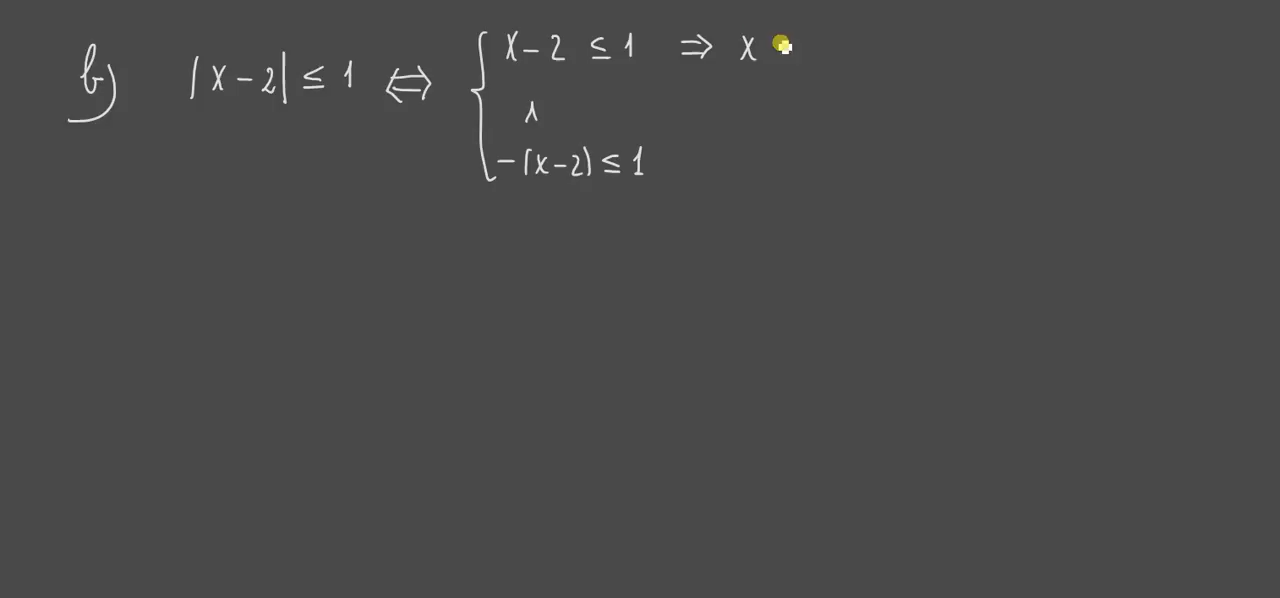 b) |x-2| ≤ 1 ⇔ { x-2 ≤ 1 ⇒ x
∧
-(x-2) ≤ 1